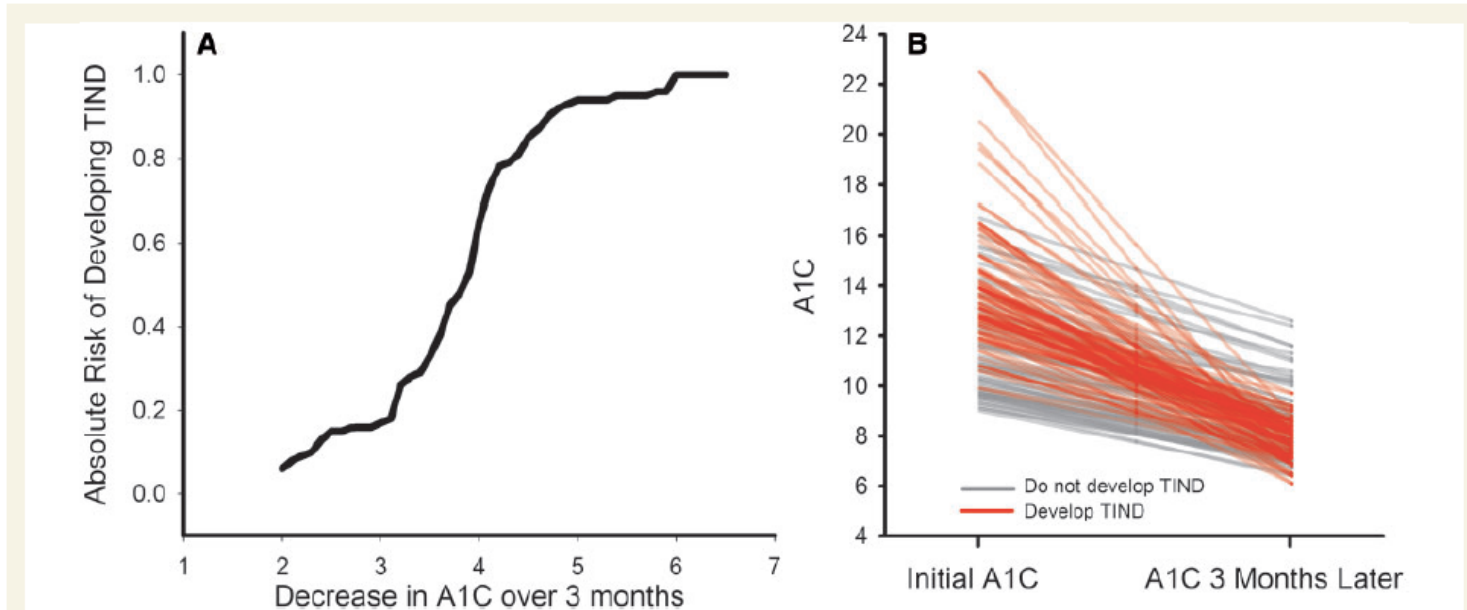 A
Absolute Risk of Developing TIND
1.0
0.8
0.6
0.4
0.2
0.0
1 2 3 4 5 6 7
Decrease in A1C over 3 months
B
A1C
24
22
20
18
16
14
12
10
8
6
4
Do not develop TIND
Develop TIND
Initial A1C A1C 3 Months Later